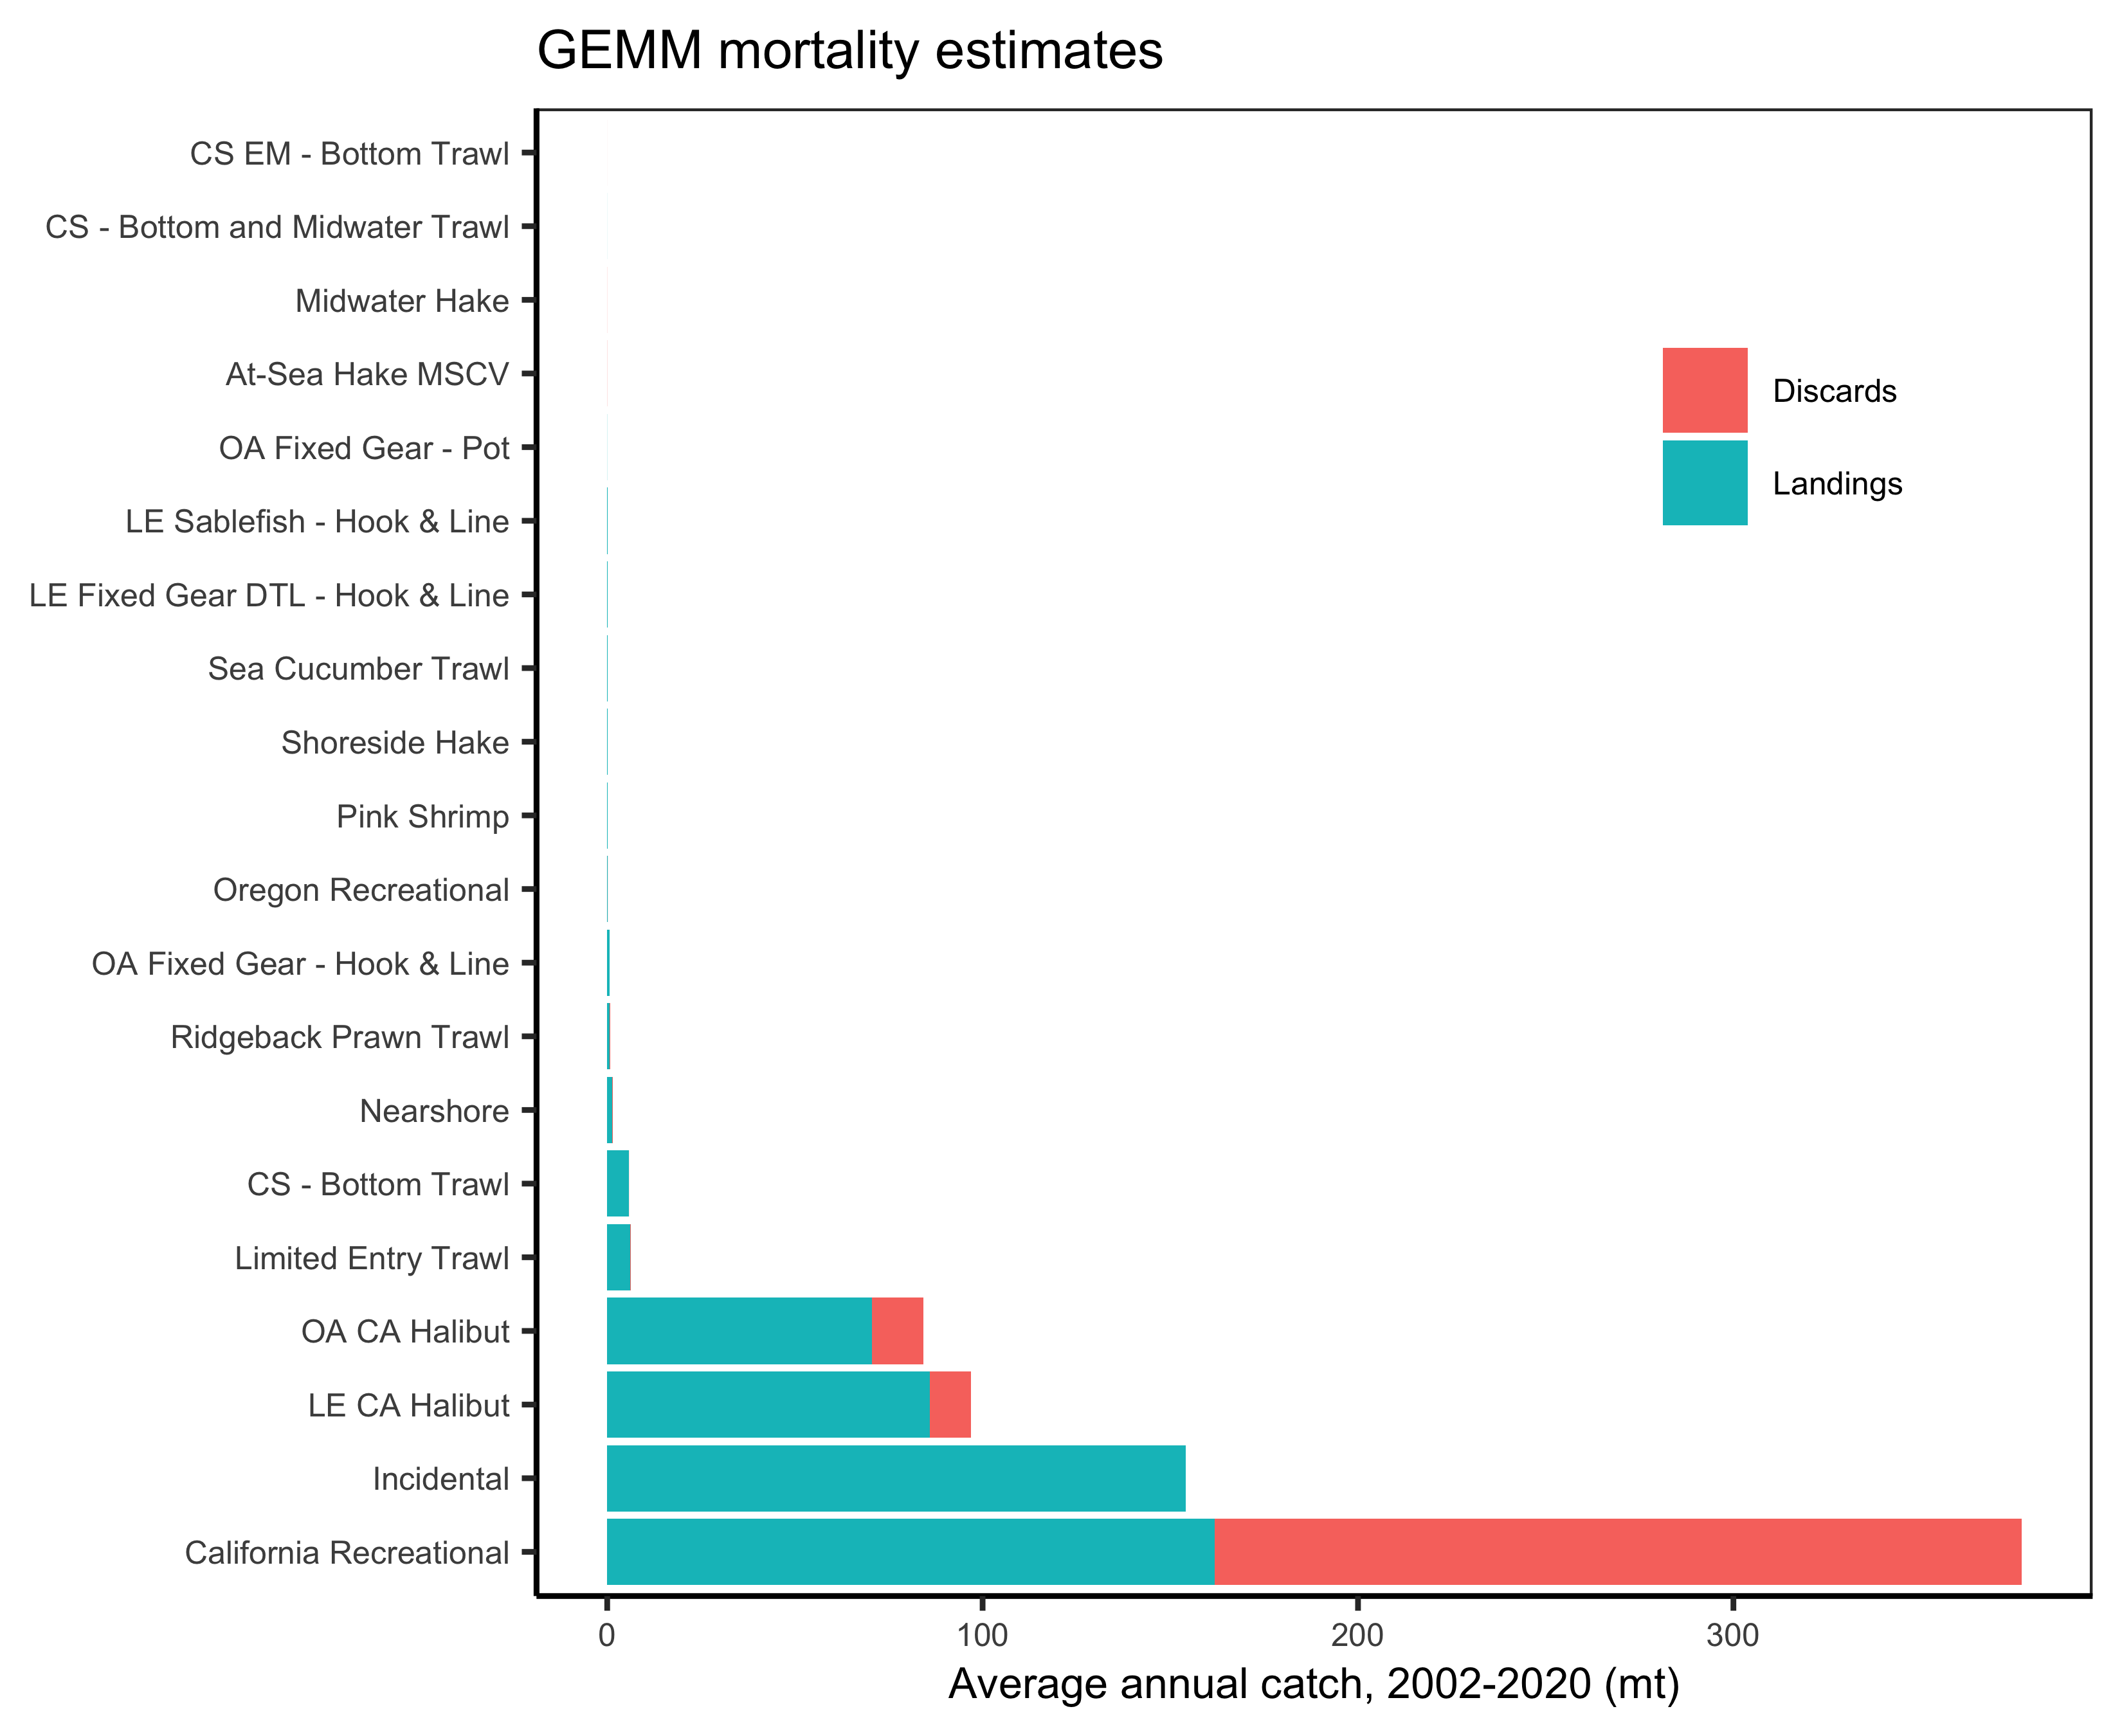 GEMM mortality estimates
CS EM - Bottom Trawl
CS - Bottom and Midwater Trawl
Midwater Hake
At-Sea Hake MSCV
OA Fixed Gear - Pot
LE Sablefish - Hook & Line
LE Fixed Gear DTL - Hook & Line
Sea Cucumber Trawl
Shoreside Hake
Pink Shrimp
Oregon Recreational
OA Fixed Gear - Hook & Line
Ridgeback Prawn Trawl
Nearshore
CS - Bottom Trawl
Limited Entry Trawl
OA CA Halibut
LE CA Halibut
Incidental
California Recreational
Discards
Landings
0 100 200 300
Average annual catch, 2002-2020 (mt)